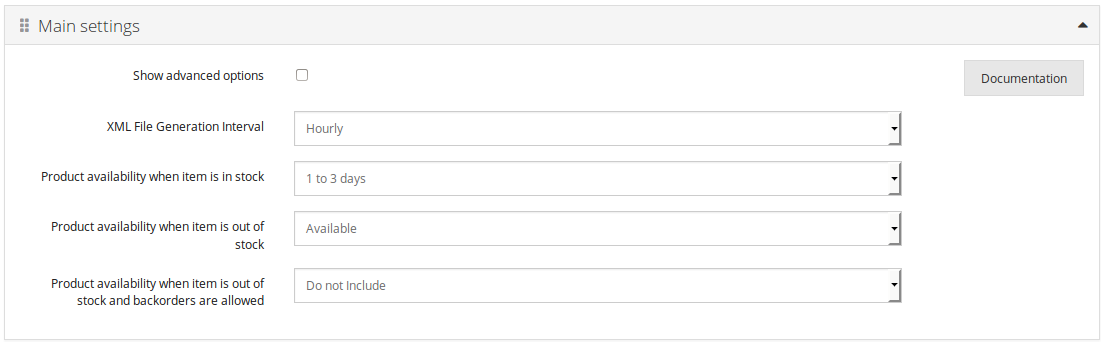 Main settings
Show advanced options
Documentation
XML File Generation Interval
Hourly
Product availability when item is in stock
1 to 3 days
Product availability when item is out of
stock
Available
Product availability when item is out of
stock and backorders are allowed
Do not Include